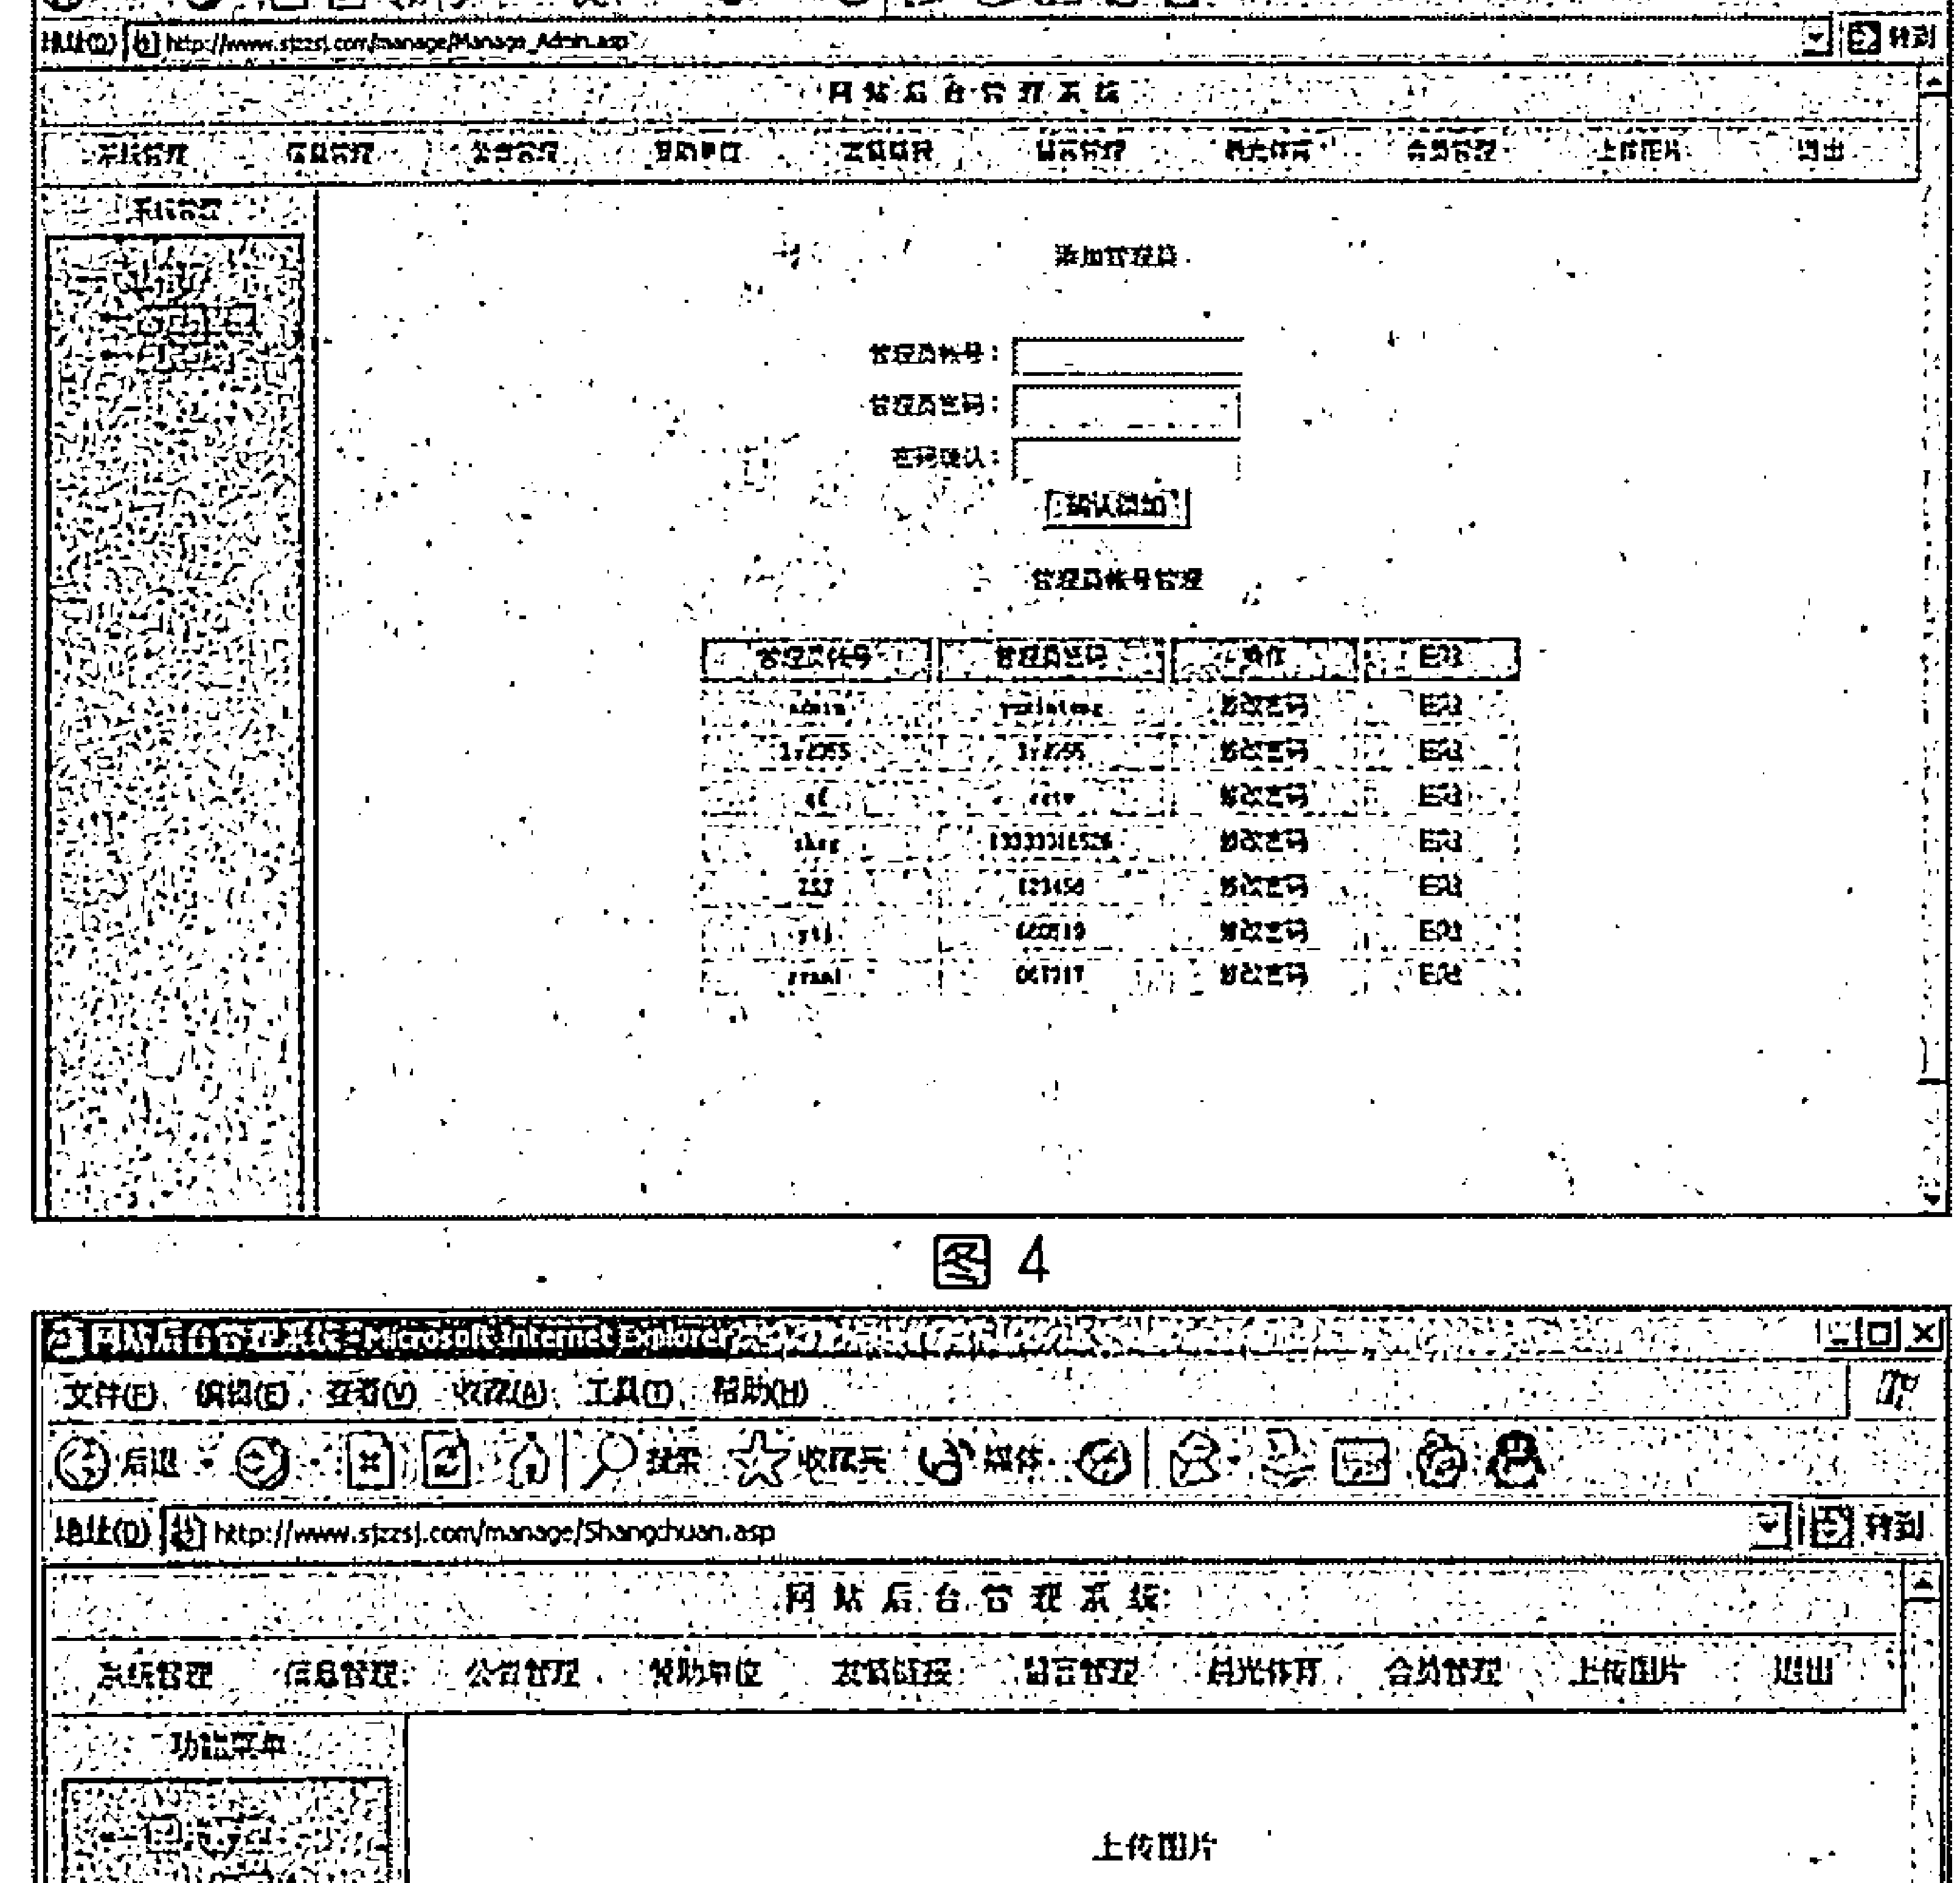 地址(D) http://www.sjzzsj.com/manage/Manage_Admin.asp 转到
网站后台管理系统
系统管理 信息管理 公告管理 赞助单位 友情链接 留言管理 阳光体育 会员管理 上传图片 退出
系统管理
添加管理员
管理员帐号:
管理员密码:
密码确认:
确认添加
管理员帐号管理
管理员帐号 管理员密码 操作 删除
admin 修改密码 删除
修改密码 删除
修改密码 删除
修改密码 删除
123456 修改密码 删除
修改密码 删除
修改密码 删除
图 4
网站后台管理系统 - Microsoft Internet Explorer
文件(F) 编辑(E) 查看(V) 收藏(A) 工具(T) 帮助(H)
后退 搜索 收藏夹 媒体
地址(D) http://www.sjzzsj.com/manage/Shangchuan.asp 转到
网站后台管理系统
系统管理 信息管理 公告管理 赞助单位 友情链接 留言管理 阳光体育 会员管理 上传图片 退出
功能菜单
上传图片